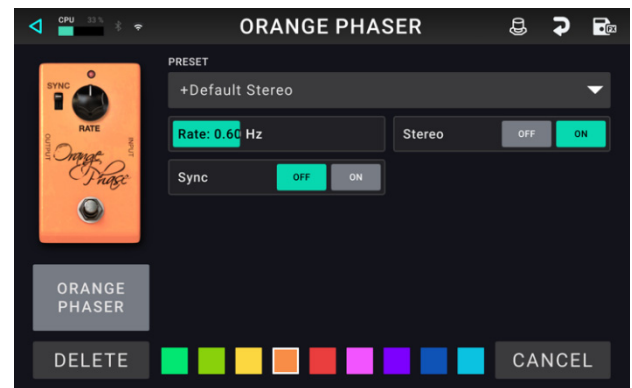 CPU 33 %
ORANGE PHASER
PRESET
+Default Stereo
SYNC
RATE
OUTPUT
INPUT
Orange
Phase
Rate: 0.60 Hz
Stereo
OFF
ON
Sync
OFF
ON
ORANGE
PHASER
DELETE
CANCEL